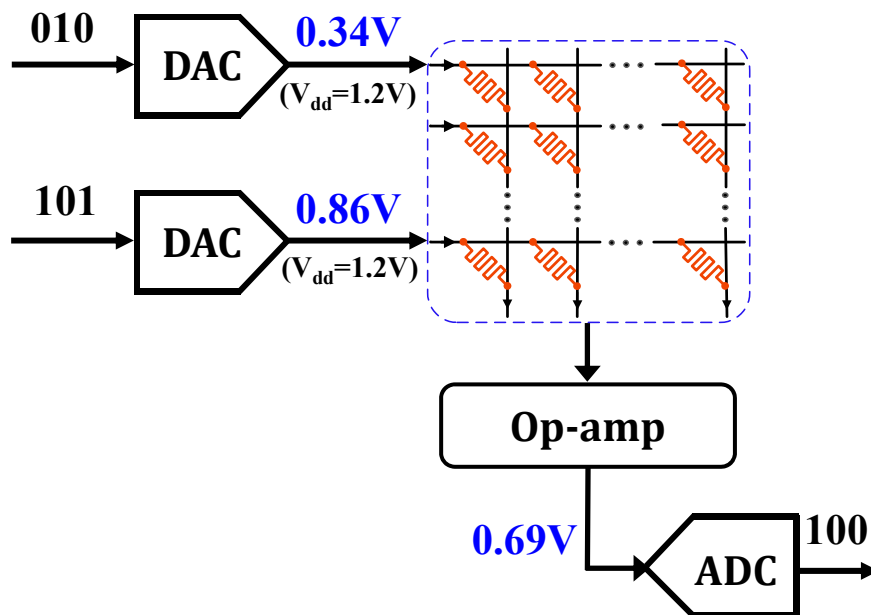 010
DAC
0.34V
(Vdd=1.2V)
101
DAC
0.86V
(Vdd=1.2V)
Op-amp
0.69V
ADC
100